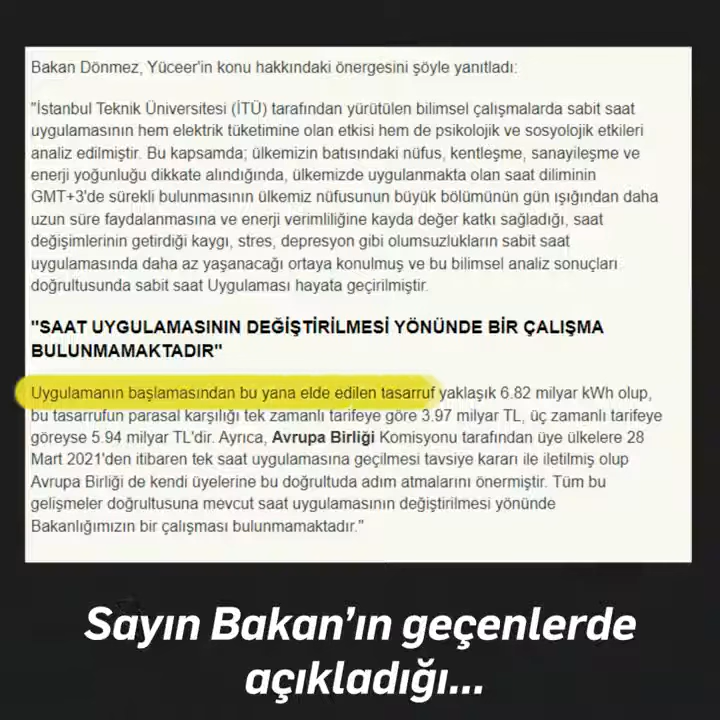 Bakan Dönmez, Yüceer'in konu hakkındaki önergesini şöyle yanıtladı:
"İstanbul Teknik Üniversitesi (İTÜ) tarafından yürütülen bilimsel çalışmalarda sabit saat
uygulamasının hem elektrik tüketimine olan etkisi hem de psikolojik ve sosyolojik etkileri
analiz edilmiştir. Bu kapsamda; ülkemizin batısındaki nüfus, kentleşme, sanayileşme ve
enerji yoğunluğu dikkate alındığında, ülkemizde uygulanmakta olan saat diliminin
GMT+3'de sürekli bulunmasının ülkemiz nüfusunun büyük bölümünün gün ışığından daha
uzun süre faydalanmasına ve enerji verimliliğine kayda değer katkı sağladığı, saat
değişimlerinin getirdiği kaygı, stres, depresyon gibi olumsuzlukların sabit saat
uygulamasında daha az yaşanacağı ortaya konulmuş ve bu bilimsel analiz sonuçları
doğrultusunda sabit saat Uygulaması hayata geçirilmiştir.
"SAAT UYGULAMASININ DEĞİŞTİRİLMESİ YÖNÜNDE BİR ÇALIŞMA
BULUNMAMAKTADIR"
Uygulamanın başlamasından bu yana elde edilen tasarruf yaklaşık 6.82 milyar kWh olup,
bu tasarrufun parasal karşılığı tek zamanlı tarifeye göre 3.97 milyar TL, üç zamanlı tarifeye
göreyse 5.94 milyar TL'dir. Ayrıca, Avrupa Birliği Komisyonu tarafından üye ülkelere 28
Mart 2021'den itibaren tek saat uygulamasına geçilmesi tavsiye kararı ile iletilmiş olup
Avrupa Birliği de kendi üyelerine bu doğrultuda adım atmalarını önermiştir. Tüm bu
gelişmeler doğrultusuna mevcut saat uygulamasının değiştirilmesi yönünde
Bakanlığımızın bir çalışması bulunmamaktadır."
Sayın Bakan'ın geçenlerde
açıkladığı...